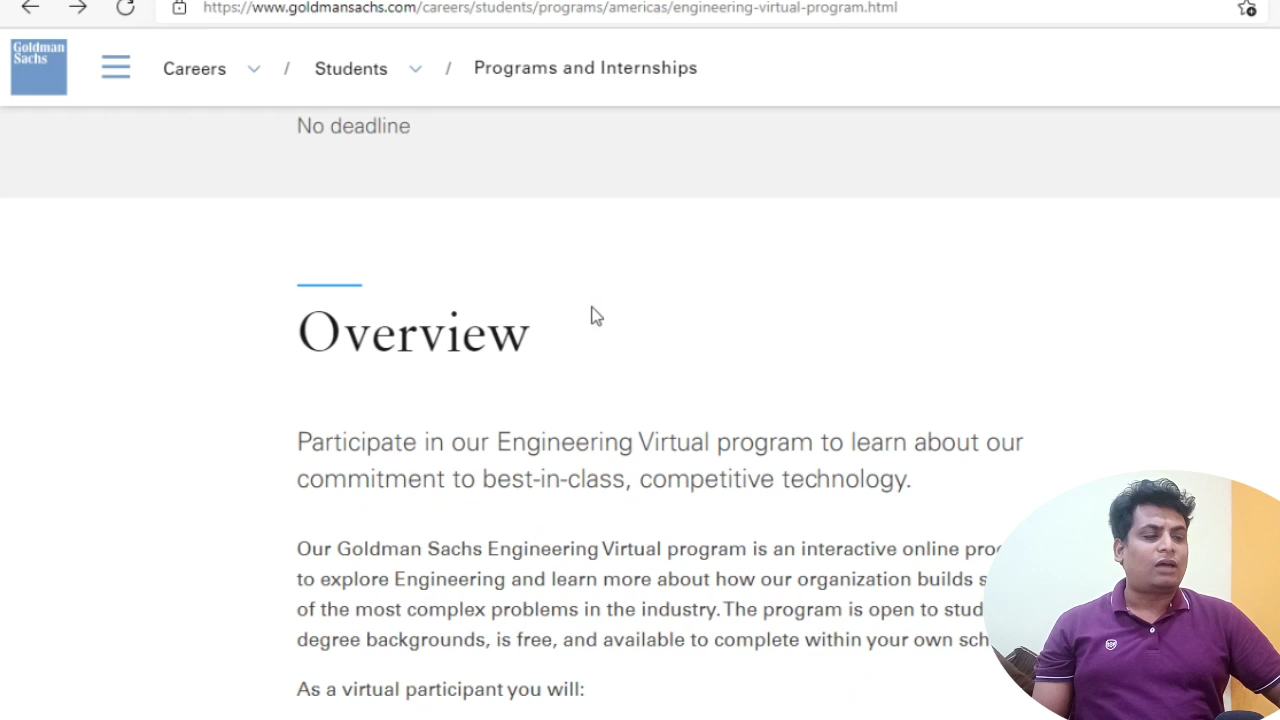 https://www.goldmansachs.com/careers/students/programs/americas/engineering-virtual-program.html
Goldman
Sachs
Careers / Students / Programs and Internships
No deadline
Overview
Participate in our Engineering Virtual program to learn about our
commitment to best-in-class, competitive technology.
Our Goldman Sachs Engineering Virtual program is an interactive online
to explore Engineering and learn more about how our organization builds
of the most complex problems in the industry. The program is open to
degree backgrounds, is free, and available to complete within your own
As a virtual participant you will: